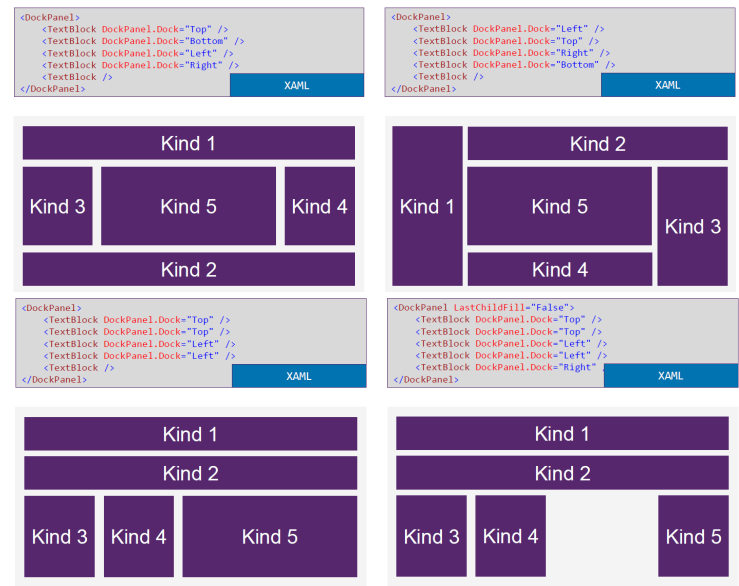 <DockPanel>
<TextBlock DockPanel.Dock="Top" />
<TextBlock DockPanel.Dock="Bottom" />
<TextBlock DockPanel.Dock="Left" />
<TextBlock DockPanel.Dock="Right" />
<TextBlock />
</DockPanel>
XAML
<DockPanel>
<TextBlock DockPanel.Dock="Left" />
<TextBlock DockPanel.Dock="Top" />
<TextBlock DockPanel.Dock="Right" />
<TextBlock DockPanel.Dock="Bottom" />
<TextBlock />
</DockPanel>
XAML
Kind 1
Kind 3
Kind 5
Kind 4
Kind 2
Kind 1
Kind 2
Kind 5
Kind 3
Kind 4
<DockPanel>
<TextBlock DockPanel.Dock="Top" />
<TextBlock DockPanel.Dock="Top" />
<TextBlock DockPanel.Dock="Left" />
<TextBlock DockPanel.Dock="Left" />
<TextBlock />
</DockPanel>
XAML
<DockPanel LastChildFill="False">
<TextBlock DockPanel.Dock="Top" />
<TextBlock DockPanel.Dock="Top" />
<TextBlock DockPanel.Dock="Left" />
<TextBlock DockPanel.Dock="Left" />
<TextBlock DockPanel.Dock="Right" /
</DockPanel>
XAML
Kind 1
Kind 2
Kind 3
Kind 4
Kind 5
Kind 1
Kind 2
Kind 3
Kind 4
Kind 5